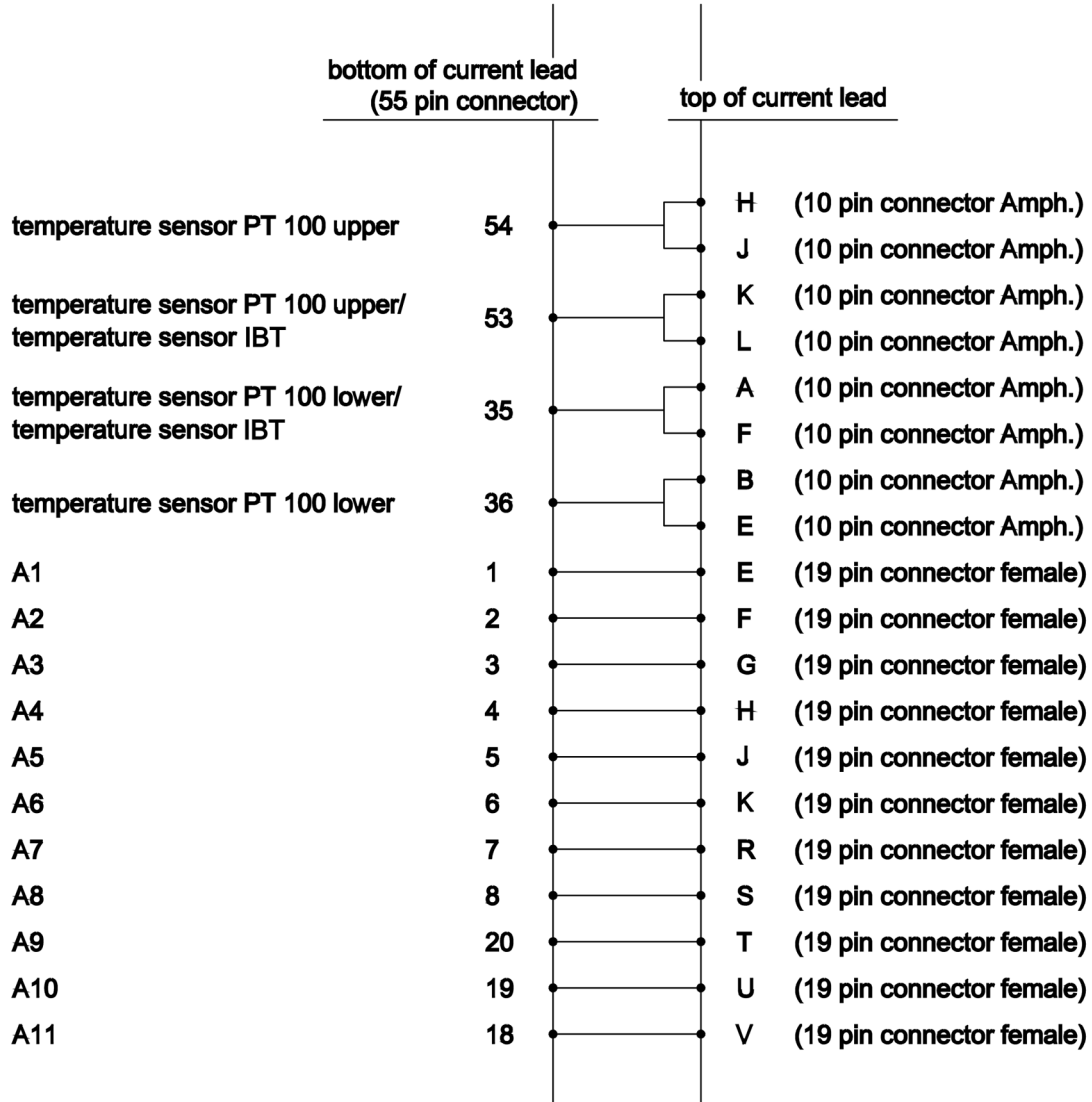 bottom of current lead
(55 pin connector)
top of current lead
H (10 pin connector Amph.)
temperature sensor PT 100 upper 54
J (10 pin connector Amph.)
K (10 pin connector Amph.)
temperature sensor PT 100 upper/
53
temperature sensor IBT
L (10 pin connector Amph.)
A (10 pin connector Amph.)
temperature sensor PT 100 lower/
35
temperature sensor IBT
F (10 pin connector Amph.)
B (10 pin connector Amph.)
temperature sensor PT 100 lower 36
E (10 pin connector Amph.)
A1 1 E (19 pin connector female)
A2 2 F (19 pin connector female)
A3 3 G (19 pin connector female)
A4 4 H (19 pin connector female)
A5 5 J (19 pin connector female)
A6 6 K (19 pin connector female)
A7 7 R (19 pin connector female)
A8 8 S (19 pin connector female)
A9 20 T (19 pin connector female)
A10 19 U (19 pin connector female)
A11 18 V (19 pin connector female)